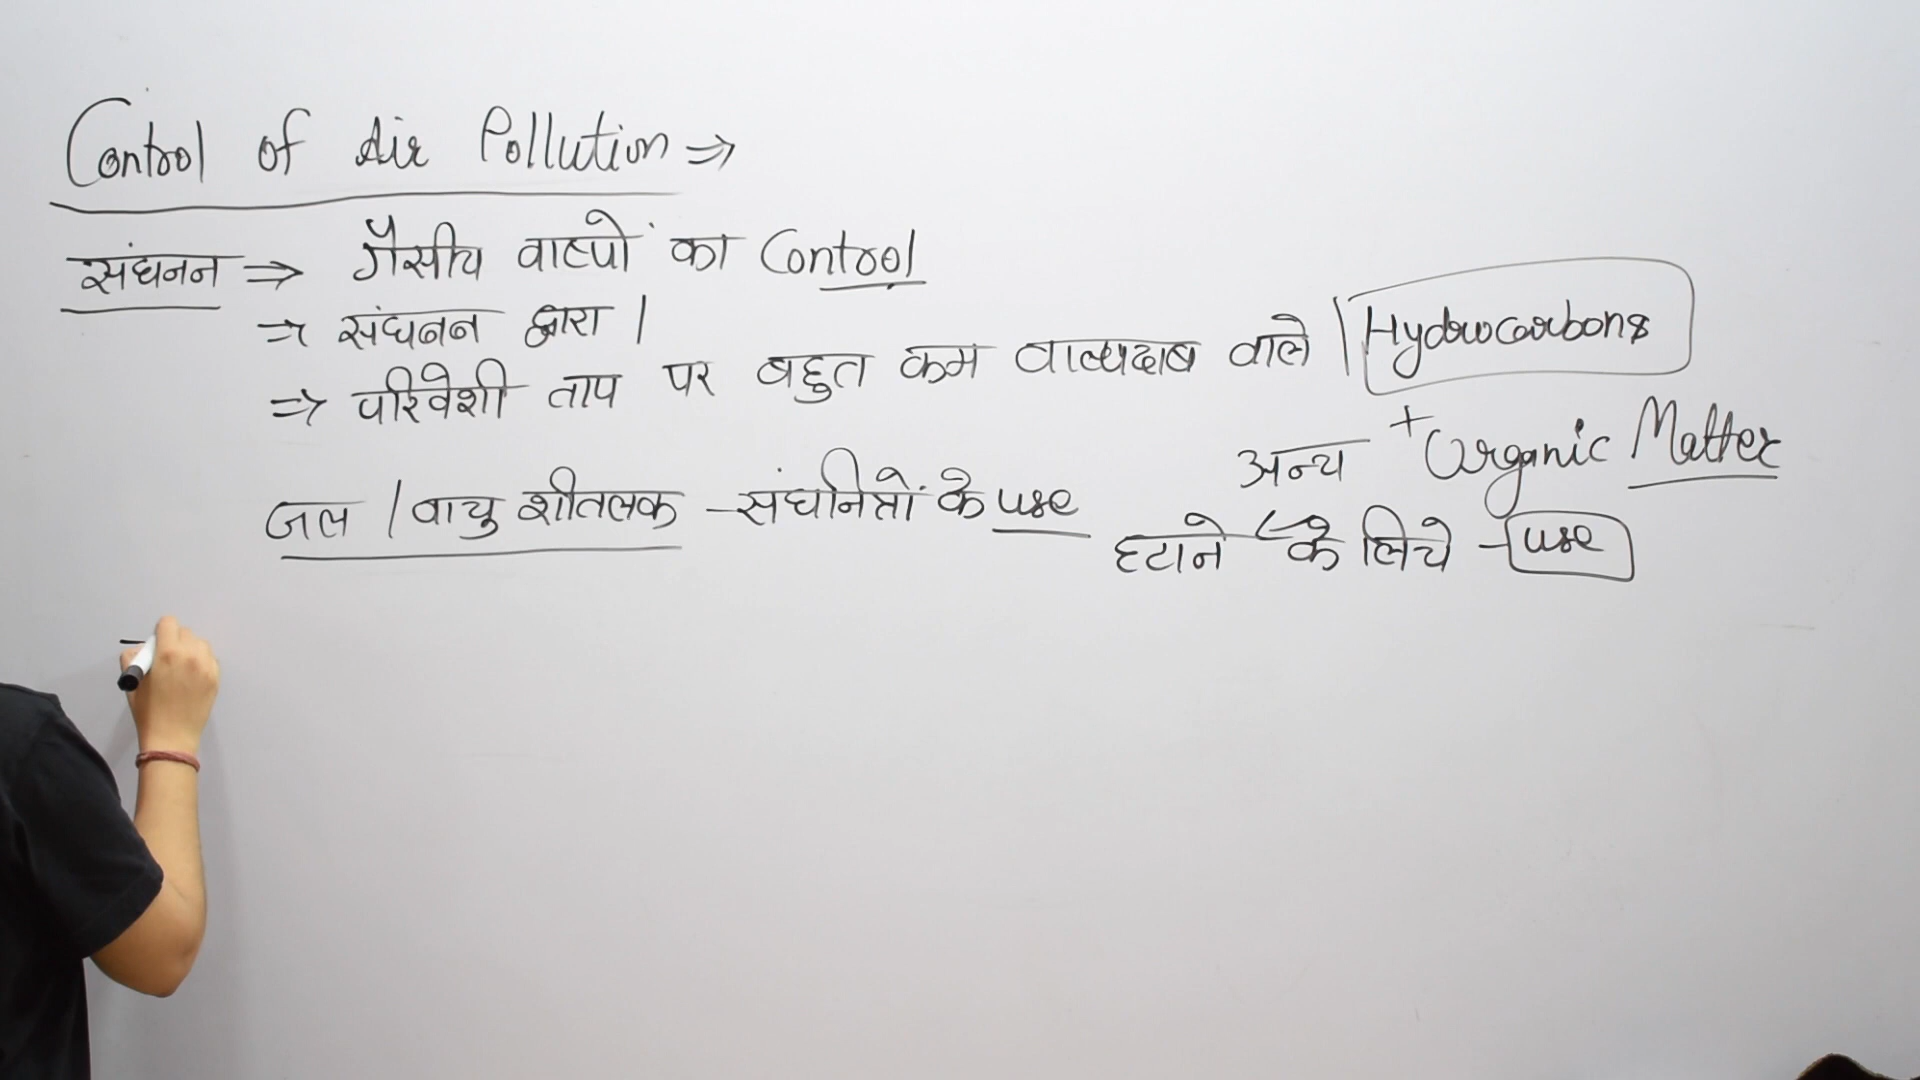 Control of Air Pollution ⇒
संघनन ⇒ गैसीय वाष्पों का Control
⇒ संघनन द्वारा |
⇒ परिवेशी ताप पर बहुत कम वाष्पदाब वाले | Hydrocarbons
+ अन्य Organic Matter
जल / वायु शीतलक - संघनित्रों के use
हटाने के लिये - use